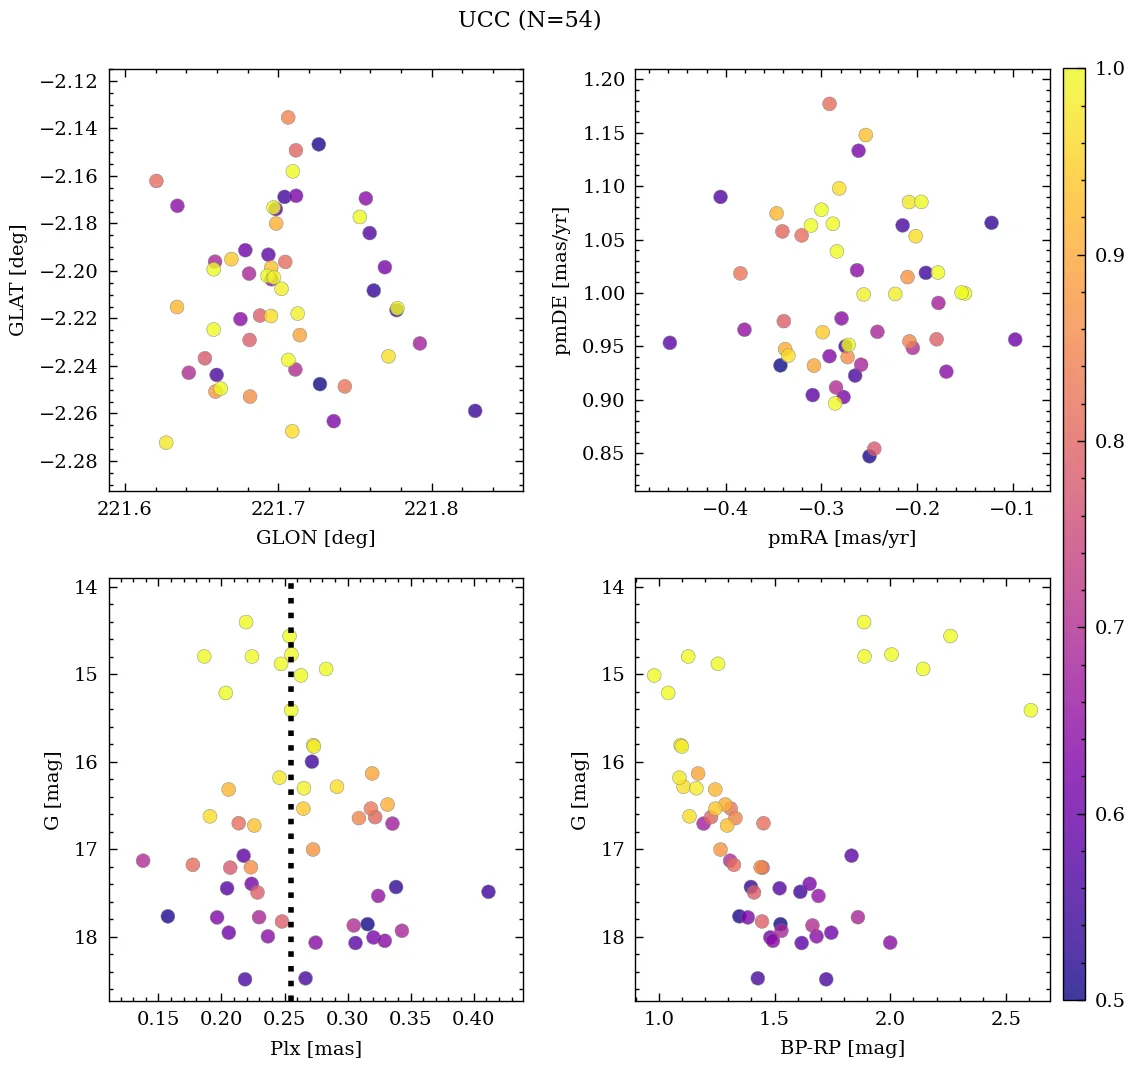 UCC (N=54)
−2.12
−2.14
−2.16
−2.18
−2.20
−2.22
−2.24
−2.26
−2.28
GLAT [deg]
221.6 221.7 221.8
GLON [deg]
1.20
1.15
1.10
1.05
1.00
0.95
0.90
0.85
pmDE [mas/yr]
−0.4 −0.3 −0.2 −0.1
pmRA [mas/yr]
14
15
16
17
18
G [mag]
0.15 0.20 0.25 0.30 0.35 0.40
Plx [mas]
14
15
16
17
18
G [mag]
1.0 1.5 2.0 2.5
BP-RP [mag]
1.0
0.9
0.8
0.7
0.6
0.5